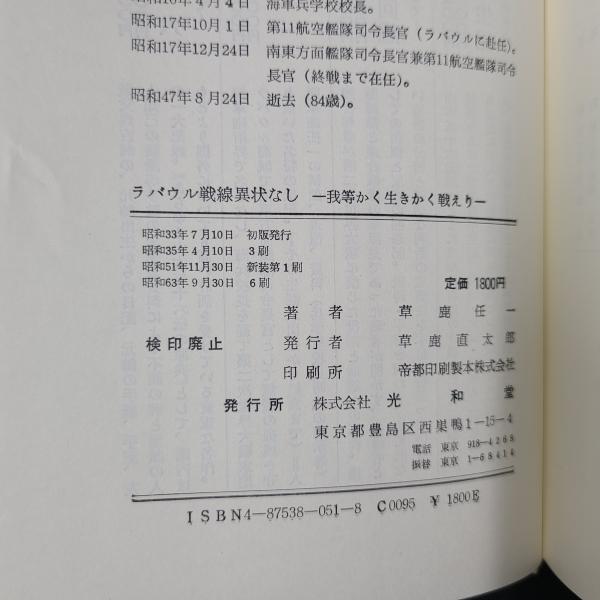 海軍兵学校校長。
昭和17年10月1日 第11航空艦隊司令長官(ラバウルに赴任)。
昭和17年12月24日 南東方面艦隊司令長官兼第11航空艦隊司令
長官(終戦まで在任)。
昭和47年8月24日 逝去(84歳)。
ラバウル戦線異状なし ―我等かく生きかく戦えり―
昭和33年7月10日 初版発行
昭和35年4月10日 3刷
昭和51年11月30日 新装第1刷
昭和63年9月30日 6刷
定価 1800円
著者 草鹿任一
検印廃止 発行者 草鹿直太郎
印刷所 帝都印刷製本株式会社
発行所 株式会社 光和堂
東京都豊島区西巣鴨1-15-4
電話 東京 918-4268
振替 東京 1-68414
ISBN4-87538-051-8 C0095 ¥1800E